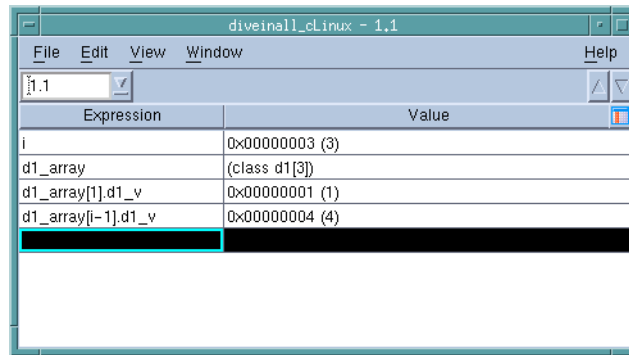 diveinall_cLinux - 1.1
File Edit View Window Help
1.1
Expression Value
i 0x00000003 (3)
d1_array (class d1[3])
d1_array[1].d1_v 0x00000001 (1)
d1_array[i-1].d1_v 0x00000004 (4)